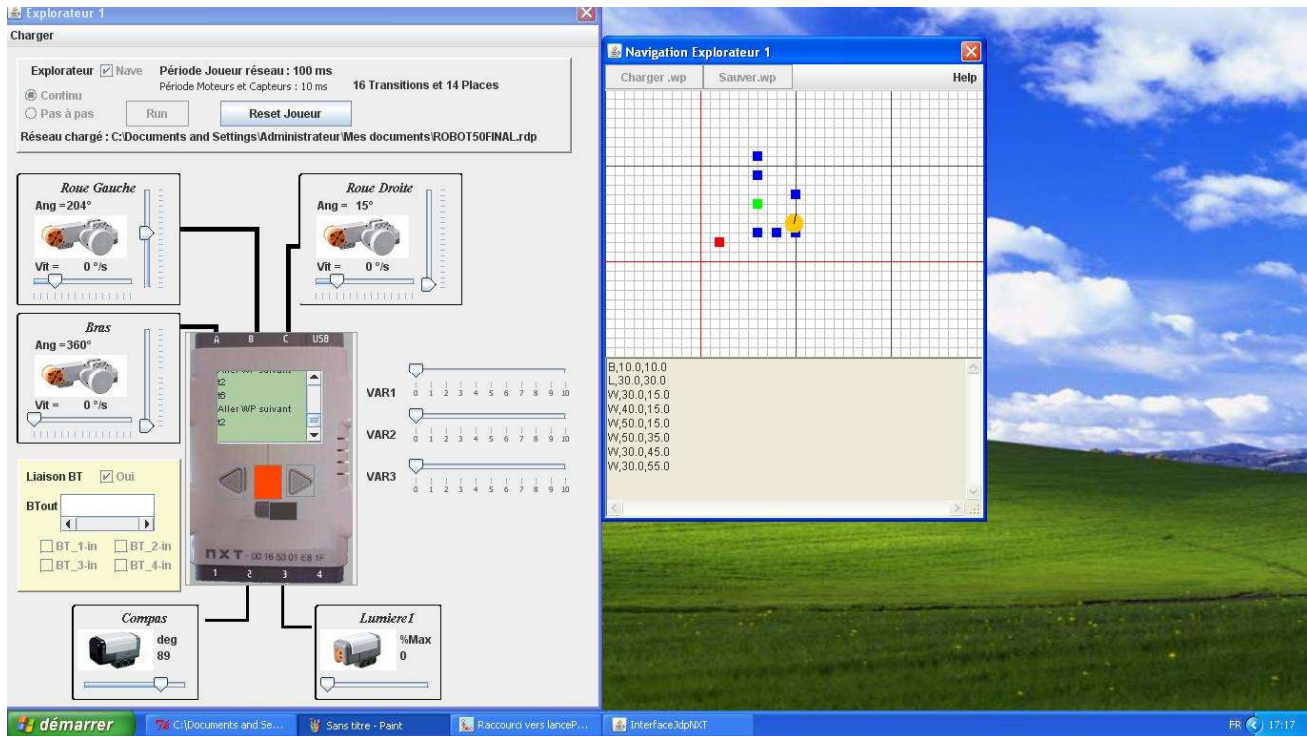 Explorateur 1
Charger
Explorateur Nave Période Joueur réseau : 100 ms
Période Moteurs et Capteurs : 10 ms
16 Transitions et 14 Places
Continu
Pas à pas Run Reset Joueur
Réseau chargé : C:\Documents and Settings\Administrateur\Mes documents\ROBOT50FINAL.rdp
Roue Gauche
Ang =204°
Vit = 0 °/s
Roue Droite
Ang = 15°
Vit = 0 °/s
Bras
Ang =360°
Vit = 0 °/s
A B C USB
Aller WP suivant
t2
t6
Aller WP suivant
t2
VAR1 0 1 2 3 4 5 6 7 8 9 10
VAR2 0 1 2 3 4 5 6 7 8 9 10
VAR3 0 1 2 3 4 5 6 7 8 9 10
Liaison BT Oui
BTout
BT_1-in BT_2-in
BT_3-in BT_4-in
NXT - 00 16 53 01 E8 1F
1 2 3 4
Compas
deg
89
Lumiere1
%Max
0
Navigation Explorateur 1
Charger .wp Sauver.wp Help
B,10.0,10.0
L,30.0,30.0
W,30.0,15.0
W,40.0,15.0
W,50.0,15.0
W,50.0,35.0
W,30.0,45.0
W,30.0,55.0
démarrer C:\Documents and Se... Sans titre - Paint Raccourci vers lanceP... InterfaceJdpNXT FR 17:17